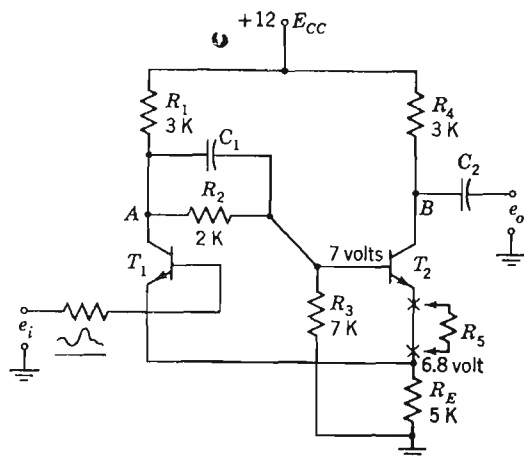 +12 E_CC
R_1
3 K
R_4
3 K
C_1
C_2
R_2
A
B
e_o
2 K
7 volts
T_1
T_2
R_3
7 K
R_5
e_i
6.8 volt
R_E
5 K